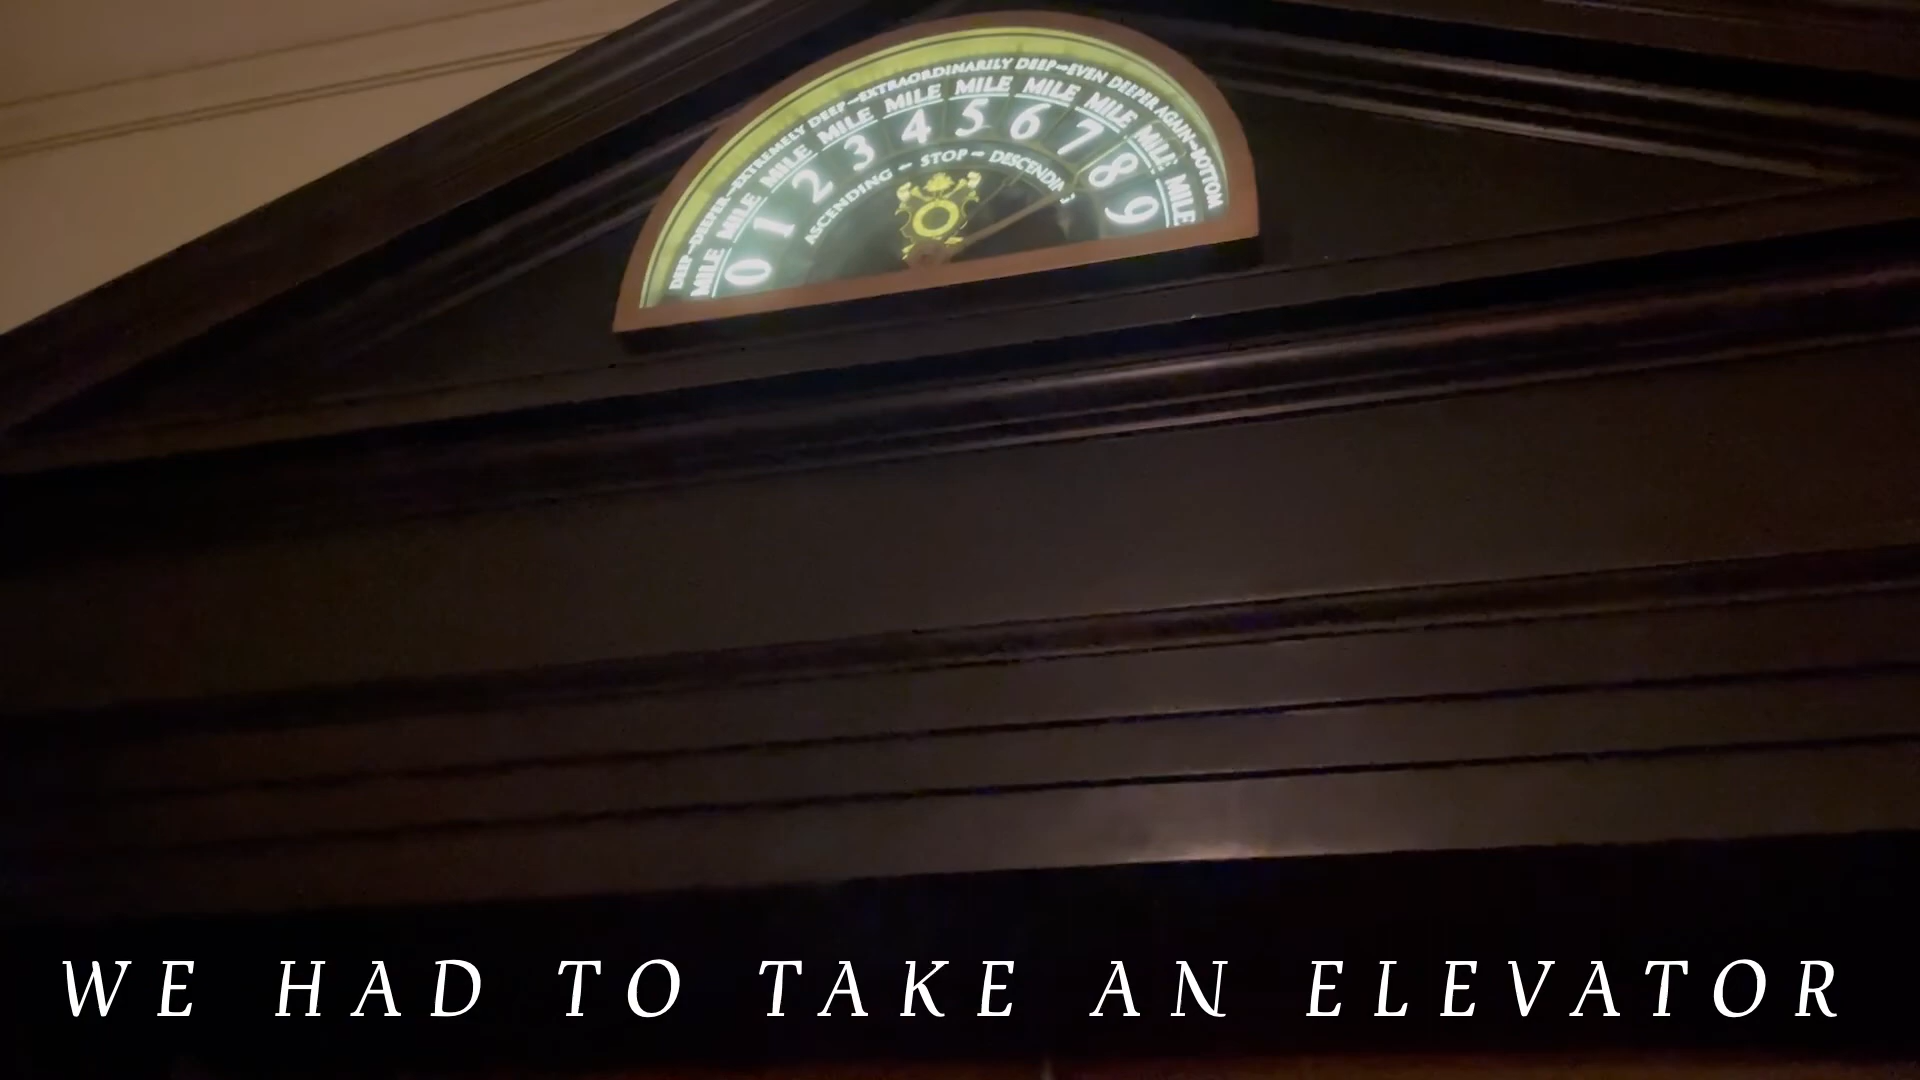 DEEP–DEEPER–EXTREMELY DEEP–EXTRAORDINARILY DEEP–EVEN DEEPER AGAIN–BOTTOM
MILE MILE MILE MILE MILE MILE MILE MILE MILE MILE
0 1 2 3 4 5 6 7 8 9
ASCENDING – STOP – DESCENDING
WE HAD TO TAKE AN ELEVATOR